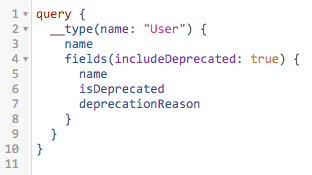 1 query {
2 __type(name: "User") {
3 name
4 fields(includeDeprecated: true) {
5 name
6 isDeprecated
7 deprecationReason
8 }
9 }
10 }
11